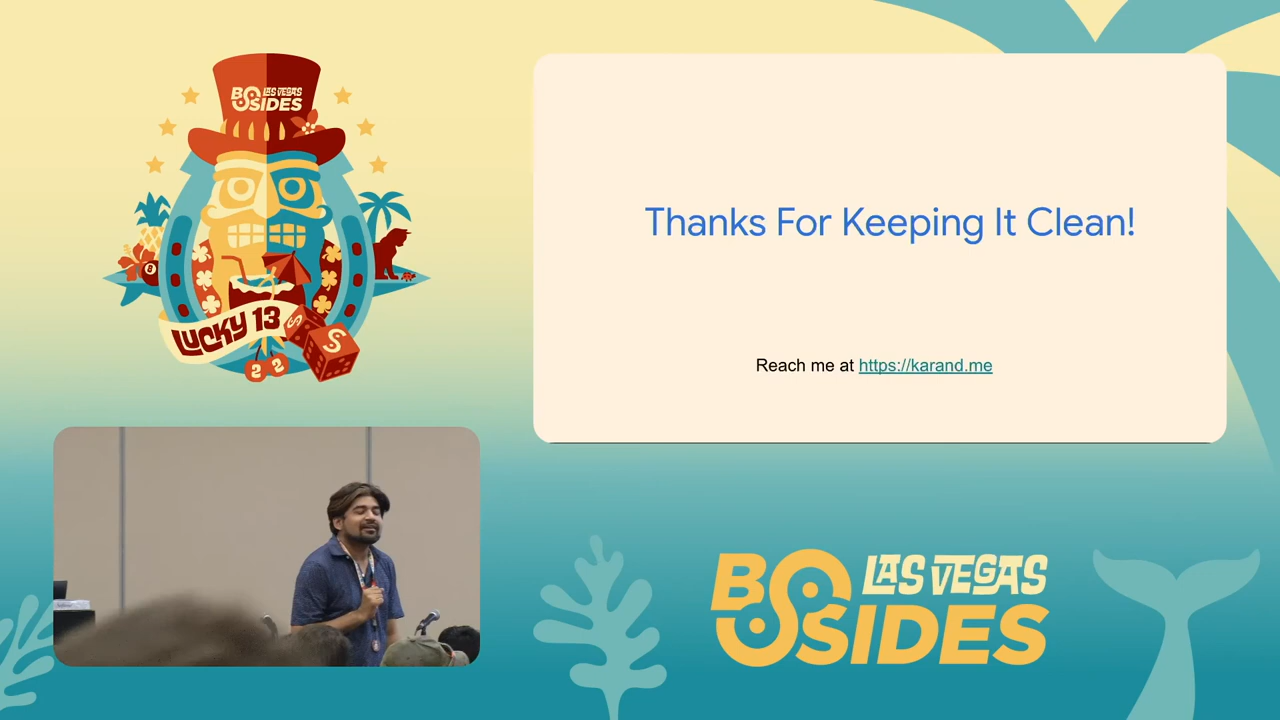 BSIDES LAS VEGAS
LUCKY 13
22
Thanks For Keeping It Clean!
Reach me at https://karand.me
BSIDES LAS VEGAS